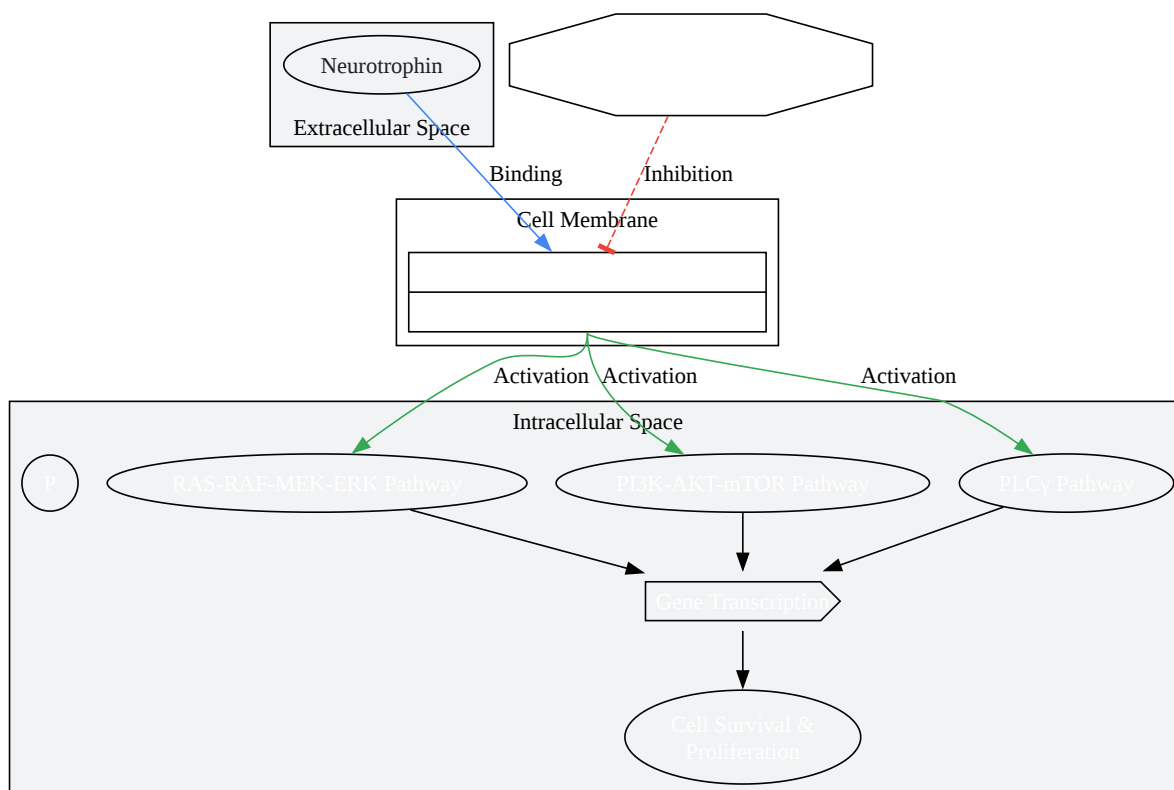 Neurotrophin
Extracellular Space
Binding
Inhibition
Cell Membrane
Activation
Activation
Activation
Intracellular Space
P
RAS-RAF-MEK-ERK Pathway
PI3K-AKT-mTOR Pathway
PLCγ Pathway
Gene Transcription
Cell Survival &
Proliferation